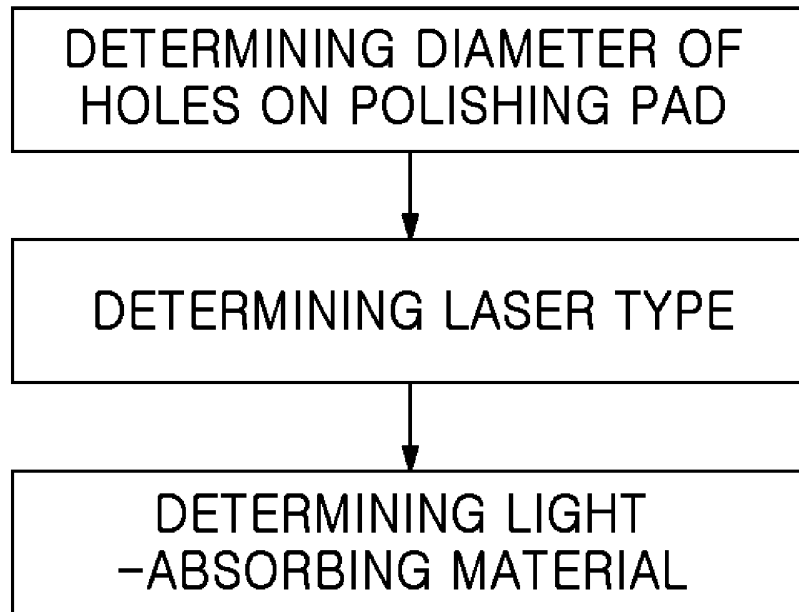 DETERMINING DIAMETER OF
HOLES ON POLISHING PAD
DETERMINING LASER TYPE
DETERMINING LIGHT
-ABSORBING MATERIAL